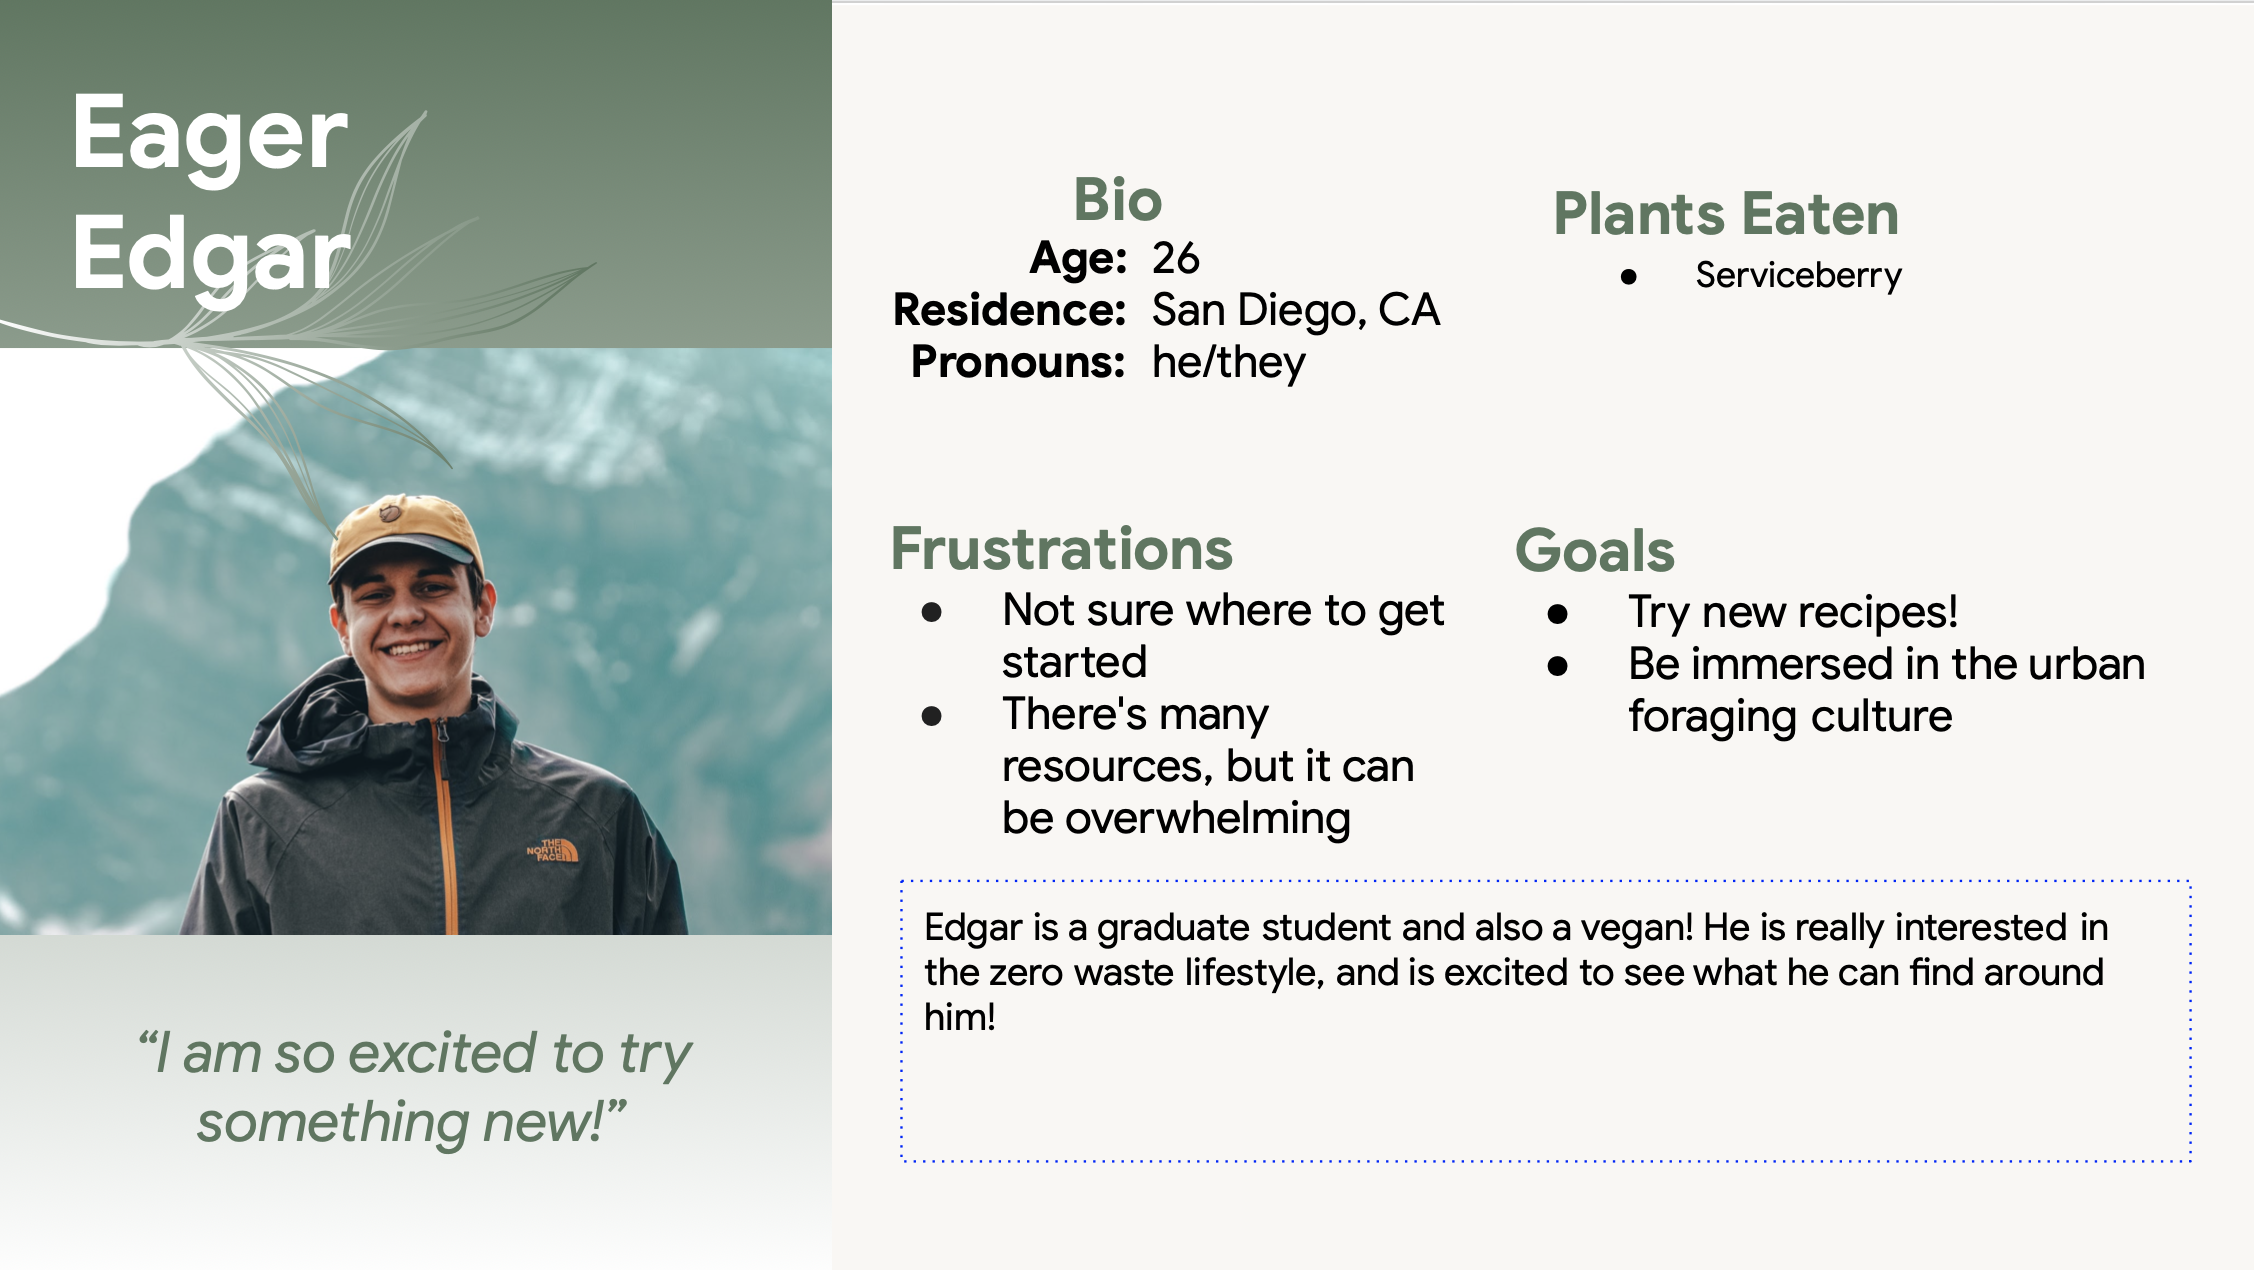 Eager
Edgar
Bio
Age: 26
Residence: San Diego, CA
Pronouns: he/they
Plants Eaten
● Serviceberry
Frustrations
● Not sure where to get
started
● There's many
resources, but it can
be overwhelming
Goals
● Try new recipes!
● Be immersed in the urban
foraging culture
THE
NORTH
FACE
Edgar is a graduate student and also a vegan! He is really interested in
the zero waste lifestyle, and is excited to see what he can find around
him!
“I am so excited to try
something new!”